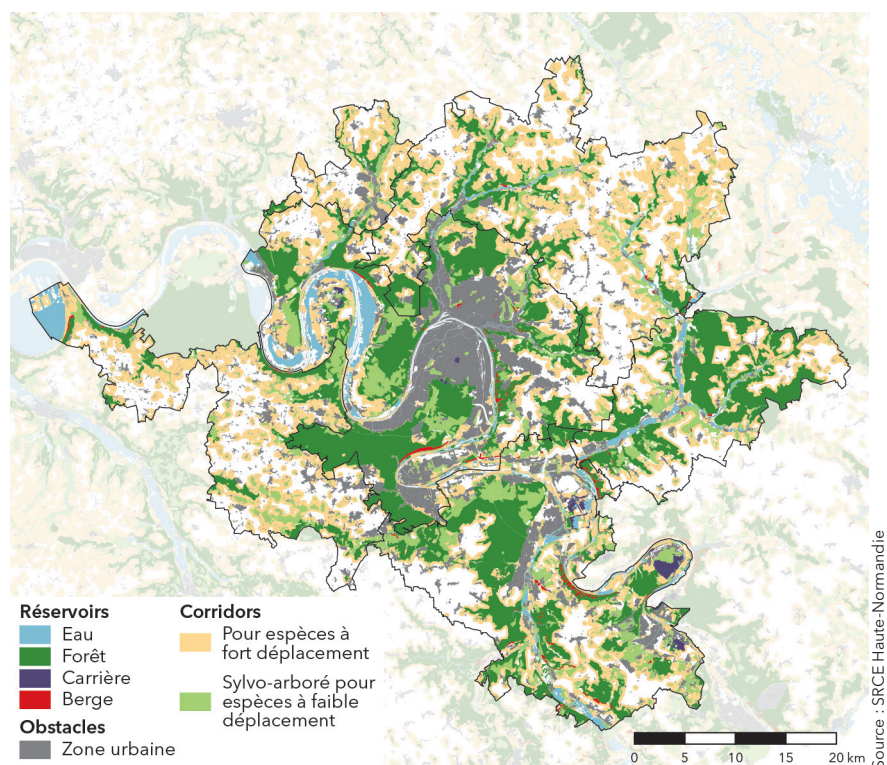 Réservoirs
Eau
Forêt
Carrière
Berge
Obstacles
Zone urbaine
Corridors
Pour espèces à
fort déplacement
Sylvo-arboré pour
espèces à faible
déplacement
0 5 10 15 20 km
Source : SRCE Haute-Normandie